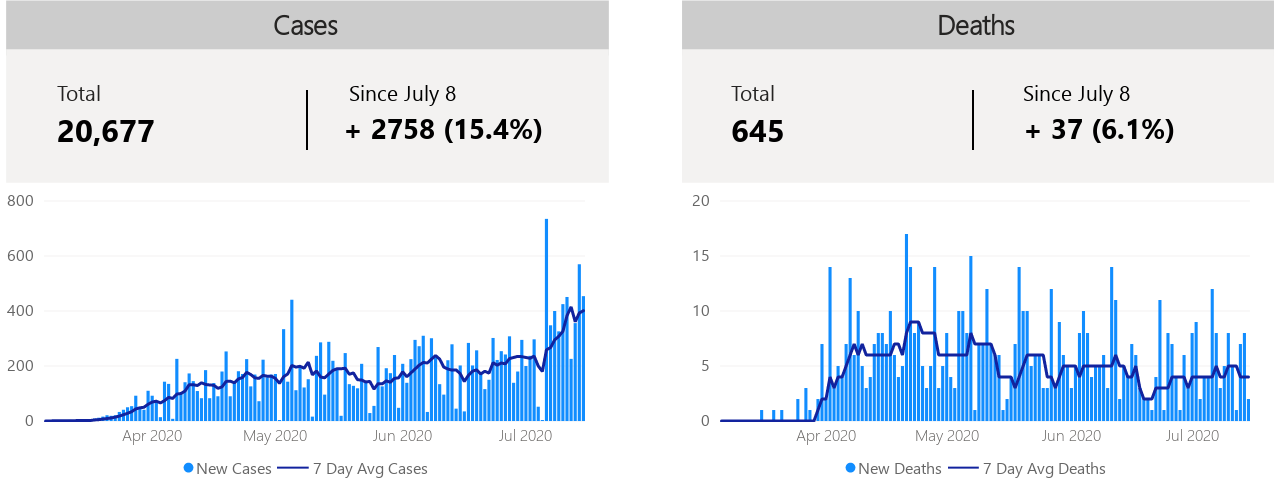 Cases
Total
Since July 8
20,677
+ 2758 (15.4%)
800
600
400
200
0
Apr 2020
May 2020
Jun 2020
Jul 2020
New Cases
7 Day Avg Cases
Deaths
Total
Since July 8
645
+ 37 (6.1%)
20
15
10
5
0
Apr 2020
May 2020
Jun 2020
Jul 2020
New Deaths
7 Day Avg Deaths